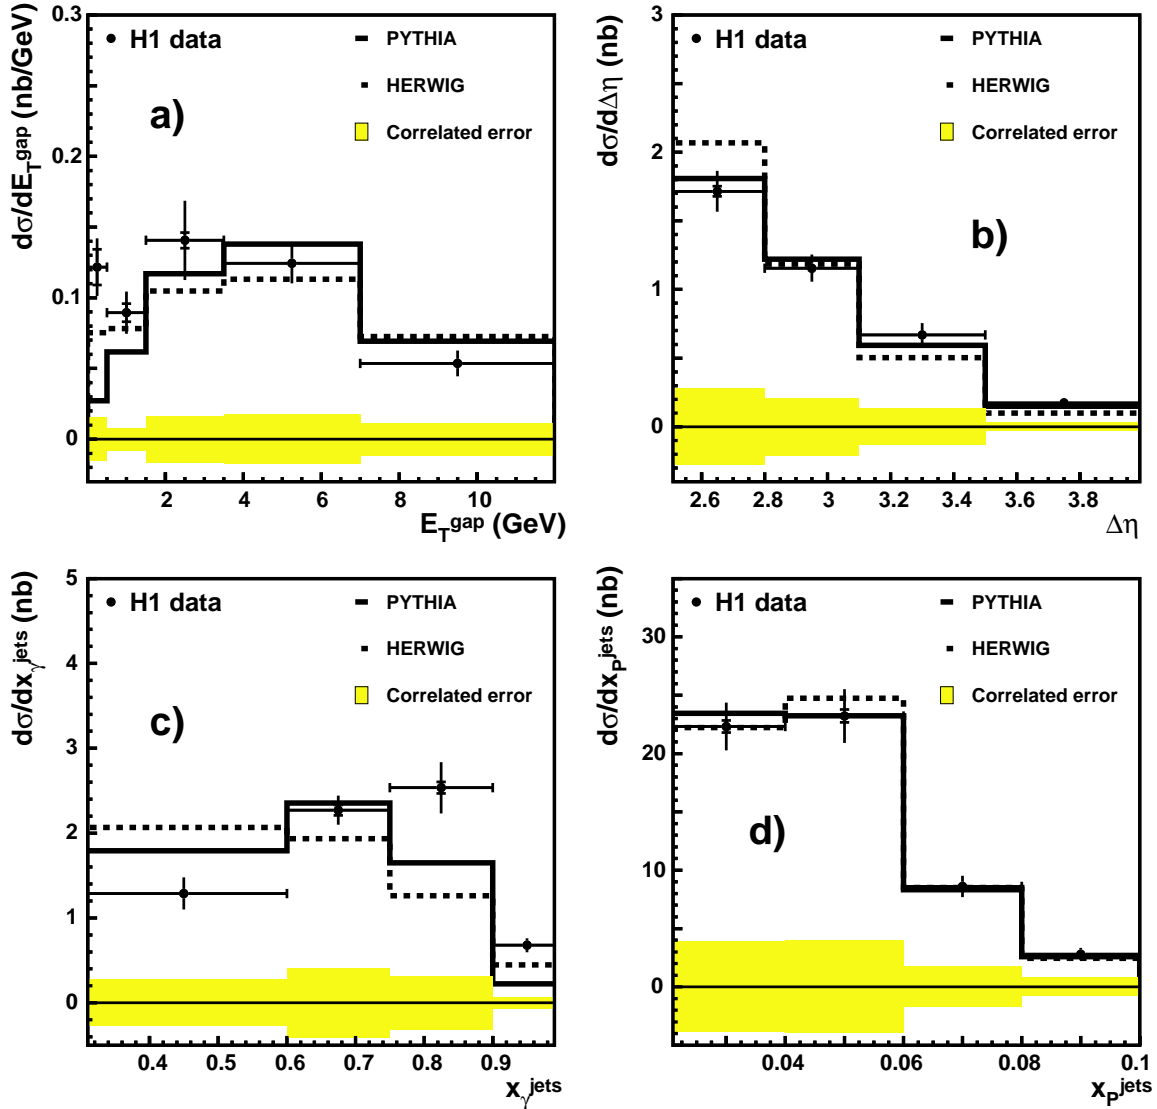 dσ/dE_T^gap (nb/GeV)
0.3
0.2
0.1
0
H1 data
PYTHIA
HERWIG
Correlated error
a)
2 4 6 8 10
E_T^gap (GeV)
dσ/dΔη (nb)
3
2
1
0
H1 data
PYTHIA
HERWIG
Correlated error
b)
2.6 2.8 3 3.2 3.4 3.6 3.8
Δη
dσ/dx_γ^jets (nb)
5
4
3
2
1
0
H1 data
PYTHIA
HERWIG
Correlated error
c)
0.4 0.5 0.6 0.7 0.8 0.9
x_γ^jets
dσ/dx_P^jets (nb)
30
20
10
0
H1 data
PYTHIA
HERWIG
Correlated error
d)
0.04 0.06 0.08 0.1
x_P^jets